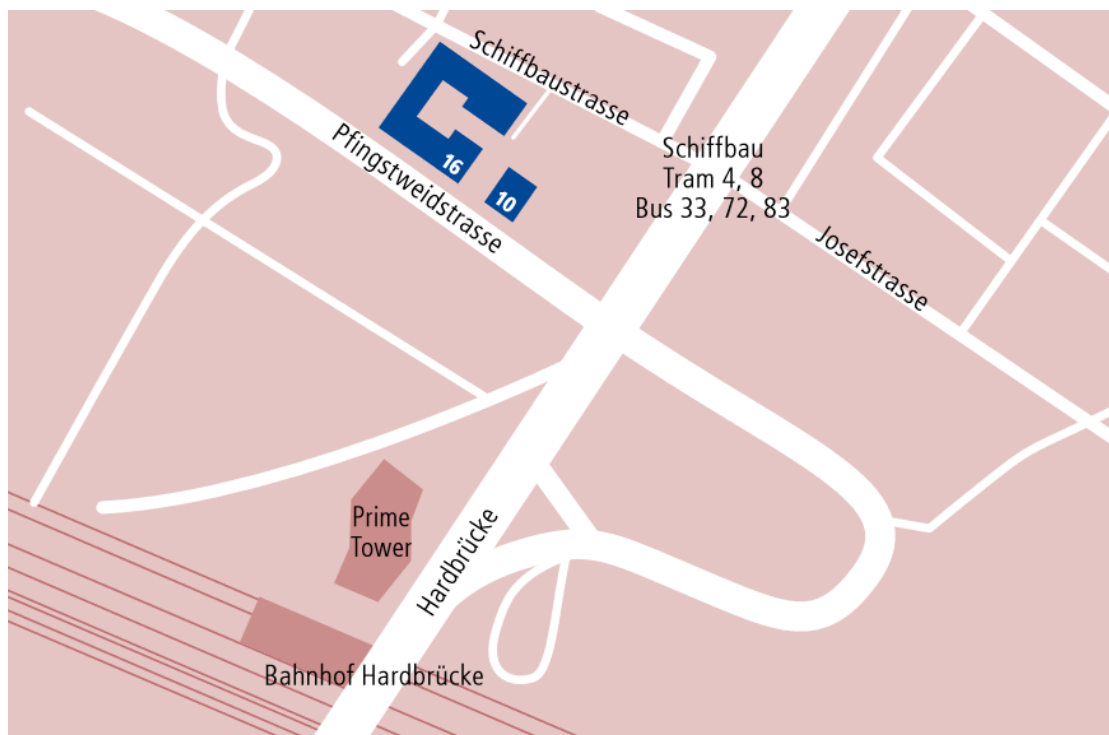 Schiffbaustrasse
Pfingstweidstrasse
16
10
Schiffbau
Tram 4, 8
Bus 33, 72, 83
Josefstrasse
Prime
Tower
Hardbrücke
Bahnhof Hardbrücke